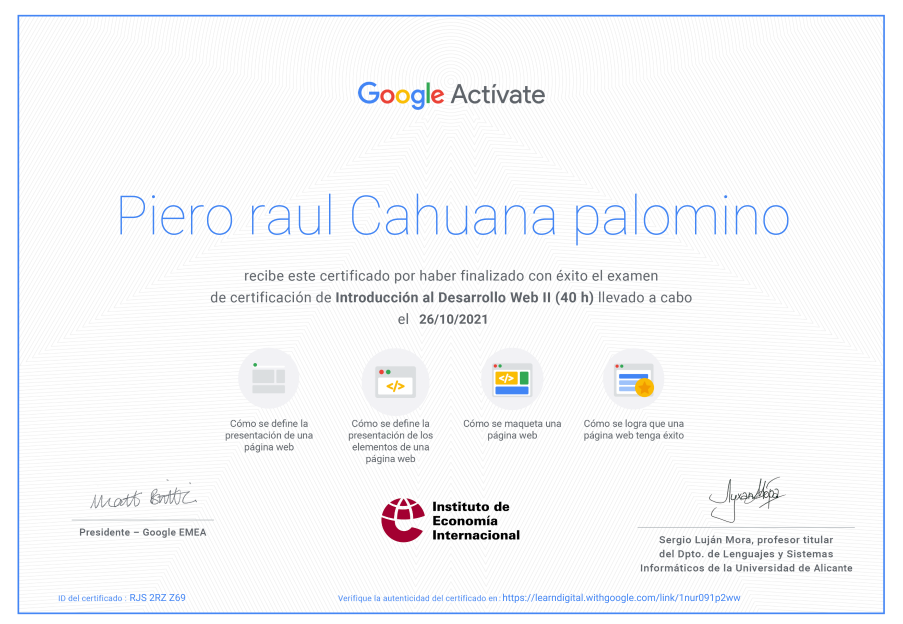 Google Actívate
Piero raul Cahuana palomino
recibe este certificado por haber finalizado con éxito el examen
de certificación de Introducción al Desarrollo Web II (40 h) llevado a cabo
el 26/10/2021
Cómo se define la
presentación de una
página web
Cómo se define la
presentación de los
elementos de una
página web
Cómo se maqueta una
página web
Cómo se logra que una
página web tenga éxito
</>
</>
Matt Brittin
Presidente – Google EMEA
Instituto de
Economía
Internacional
Sergio Luján Mora, profesor titular
del Dpto. de Lenguajes y Sistemas
Informáticos de la Universidad de Alicante
ID del certificado : RJS 2RZ Z69
Verifique la autenticidad del certificado en : https://learndigital.withgoogle.com/link/1nur091p2ww